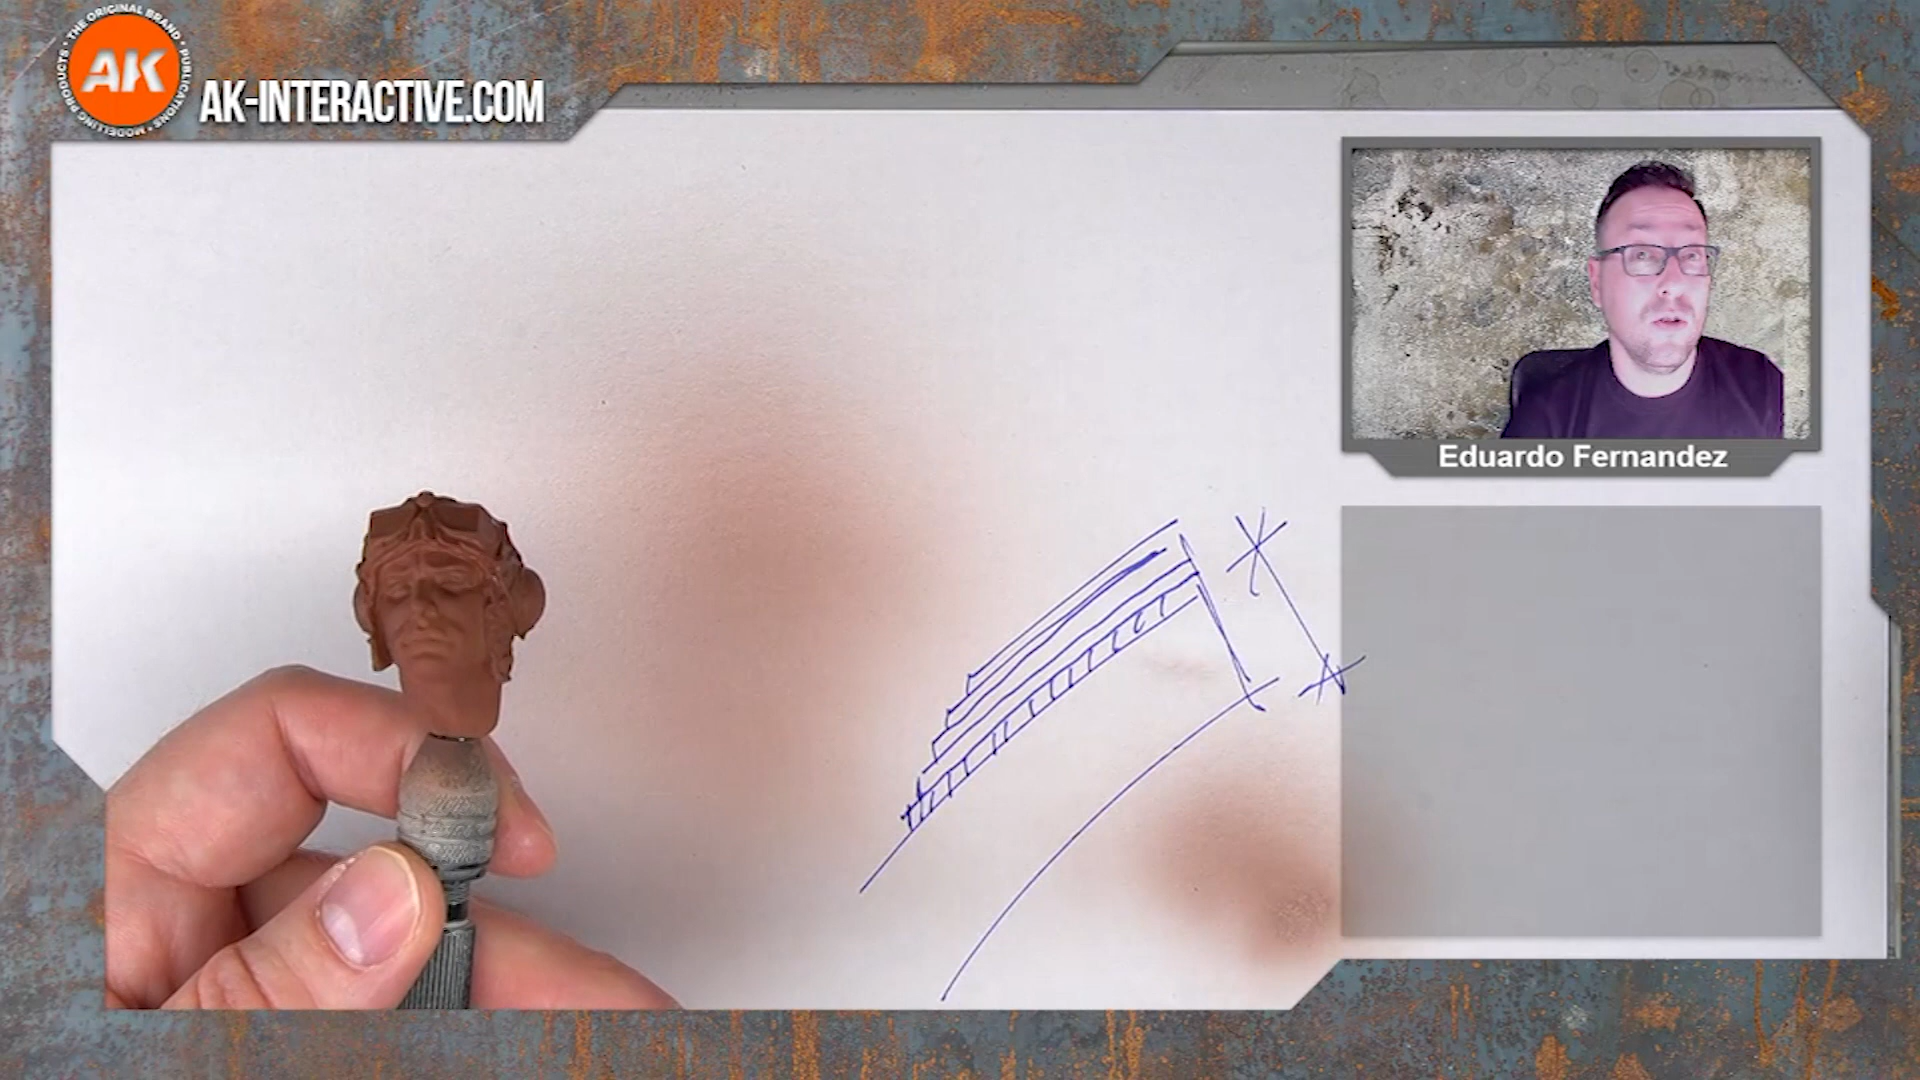 THE ORIGINAL BRAND • PUBLICATIONS • MODELLING PRODUCTS •
AK
AK-INTERACTIVE.COM
Eduardo Fernandez